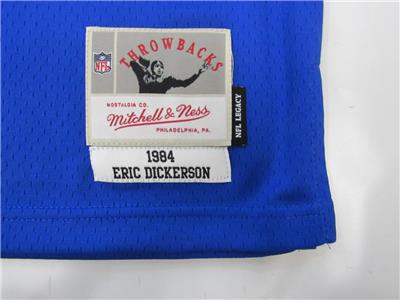 THROWBACKS
NFL
NOSTALGIA CO.
Mitchell & Ness
PHILADELPHIA, PA.
NFL LEGACY
1984
ERIC DICKERSON